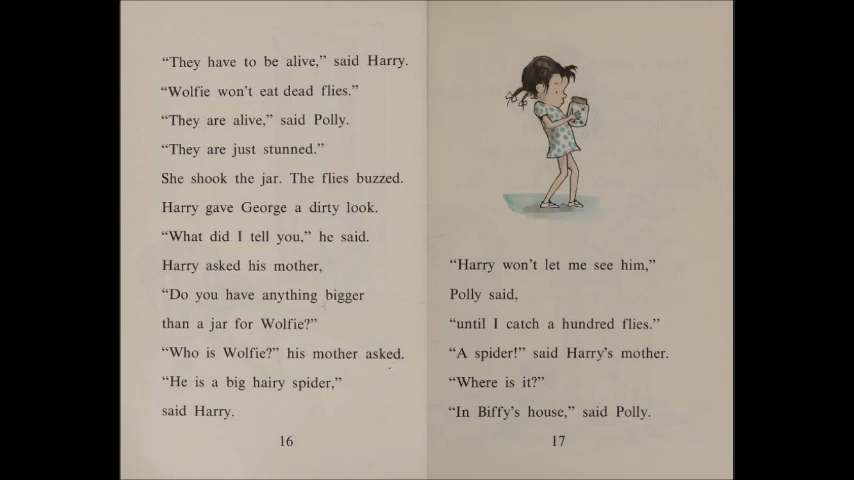 “They have to be alive,” said Harry.
“Wolfie won’t eat dead flies.”
“They are alive,” said Polly.
“They are just stunned.”
She shook the jar. The flies buzzed.
Harry gave George a dirty look.
“What did I tell you,” he said.
Harry asked his mother,
“Do you have anything bigger
than a jar for Wolfie?”
“Who is Wolfie?” his mother asked.
“He is a big hairy spider,”
said Harry.
16
“Harry won’t let me see him,”
Polly said,
“until I catch a hundred flies.”
“A spider!” said Harry’s mother.
“Where is it?”
“In Biffy’s house,” said Polly.
17